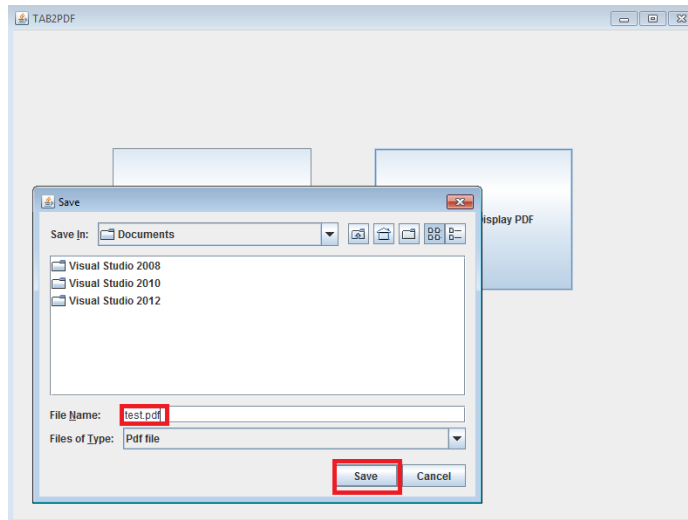 TAB2PDF
isplay PDF
Save
Save In: Documents
Visual Studio 2008
Visual Studio 2010
Visual Studio 2012
File Name: test.pdf
Files of Type: Pdf file
Save Cancel